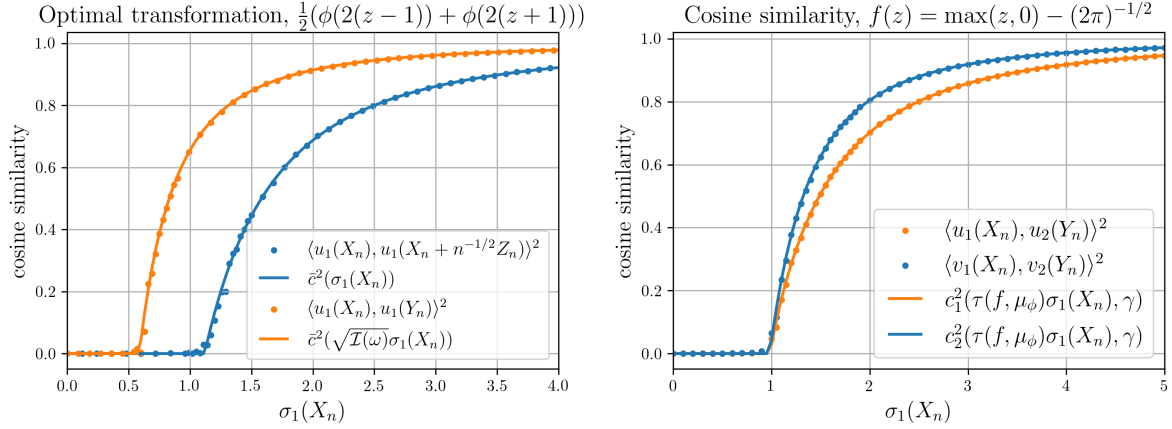 Optimal transformation, ½(ϕ(2(z − 1)) + ϕ(2(z + 1)))
1.0
0.8
0.6
0.4
0.2
0.0
cosine similarity
⟨u₁(Xₙ), u₁(Xₙ + n^{−1/2}Zₙ)⟩²
c̄²(σ₁(Xₙ))
⟨u₁(Xₙ), u₁(Yₙ)⟩²
c̄²(√I(ω)σ₁(Xₙ))
0.0 0.5 1.0 1.5 2.0 2.5 3.0 3.5 4.0
σ₁(Xₙ)
Cosine similarity, f(z) = max(z, 0) − (2π)^{−1/2}
1.0
0.8
0.6
0.4
0.2
0.0
cosine similarity
⟨u₁(Xₙ), u₂(Yₙ)⟩²
⟨v₁(Xₙ), v₂(Yₙ)⟩²
c₁²(τ(f, μ_ϕ)σ₁(Xₙ), γ)
c₂²(τ(f, μ_ϕ)σ₁(Xₙ), γ)
0 1 2 3 4 5
σ₁(Xₙ)